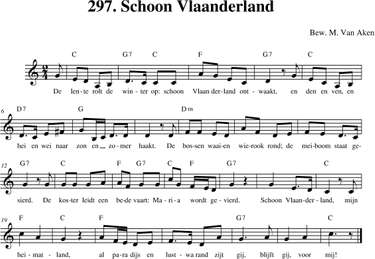 297. Schoon Vlaanderland
Bew. M. Van Aken
C G7 C F C G7 C
De len-te rolt de win-ter op: schoon Vlaanderland ont-waakt, en den en ven, en
6 D7 G G7 Dm
hei en wei naar zon en zo-mer haakt. De bos-sen waai-en wie-rook rond; de mei-boom staat ge-
12 G7 C F C G7 C F C G7
sierd. De kos-ter leidt een be-de-vaart: Ma-ri-a wordt ge-vierd. Schoon Vlaan-der-land, mijn
19 C F C F C F G7 C
hei-mat-land, al pa-ra-dijs en lust-wa-rand zijt gij, blijft gij, voor mij!